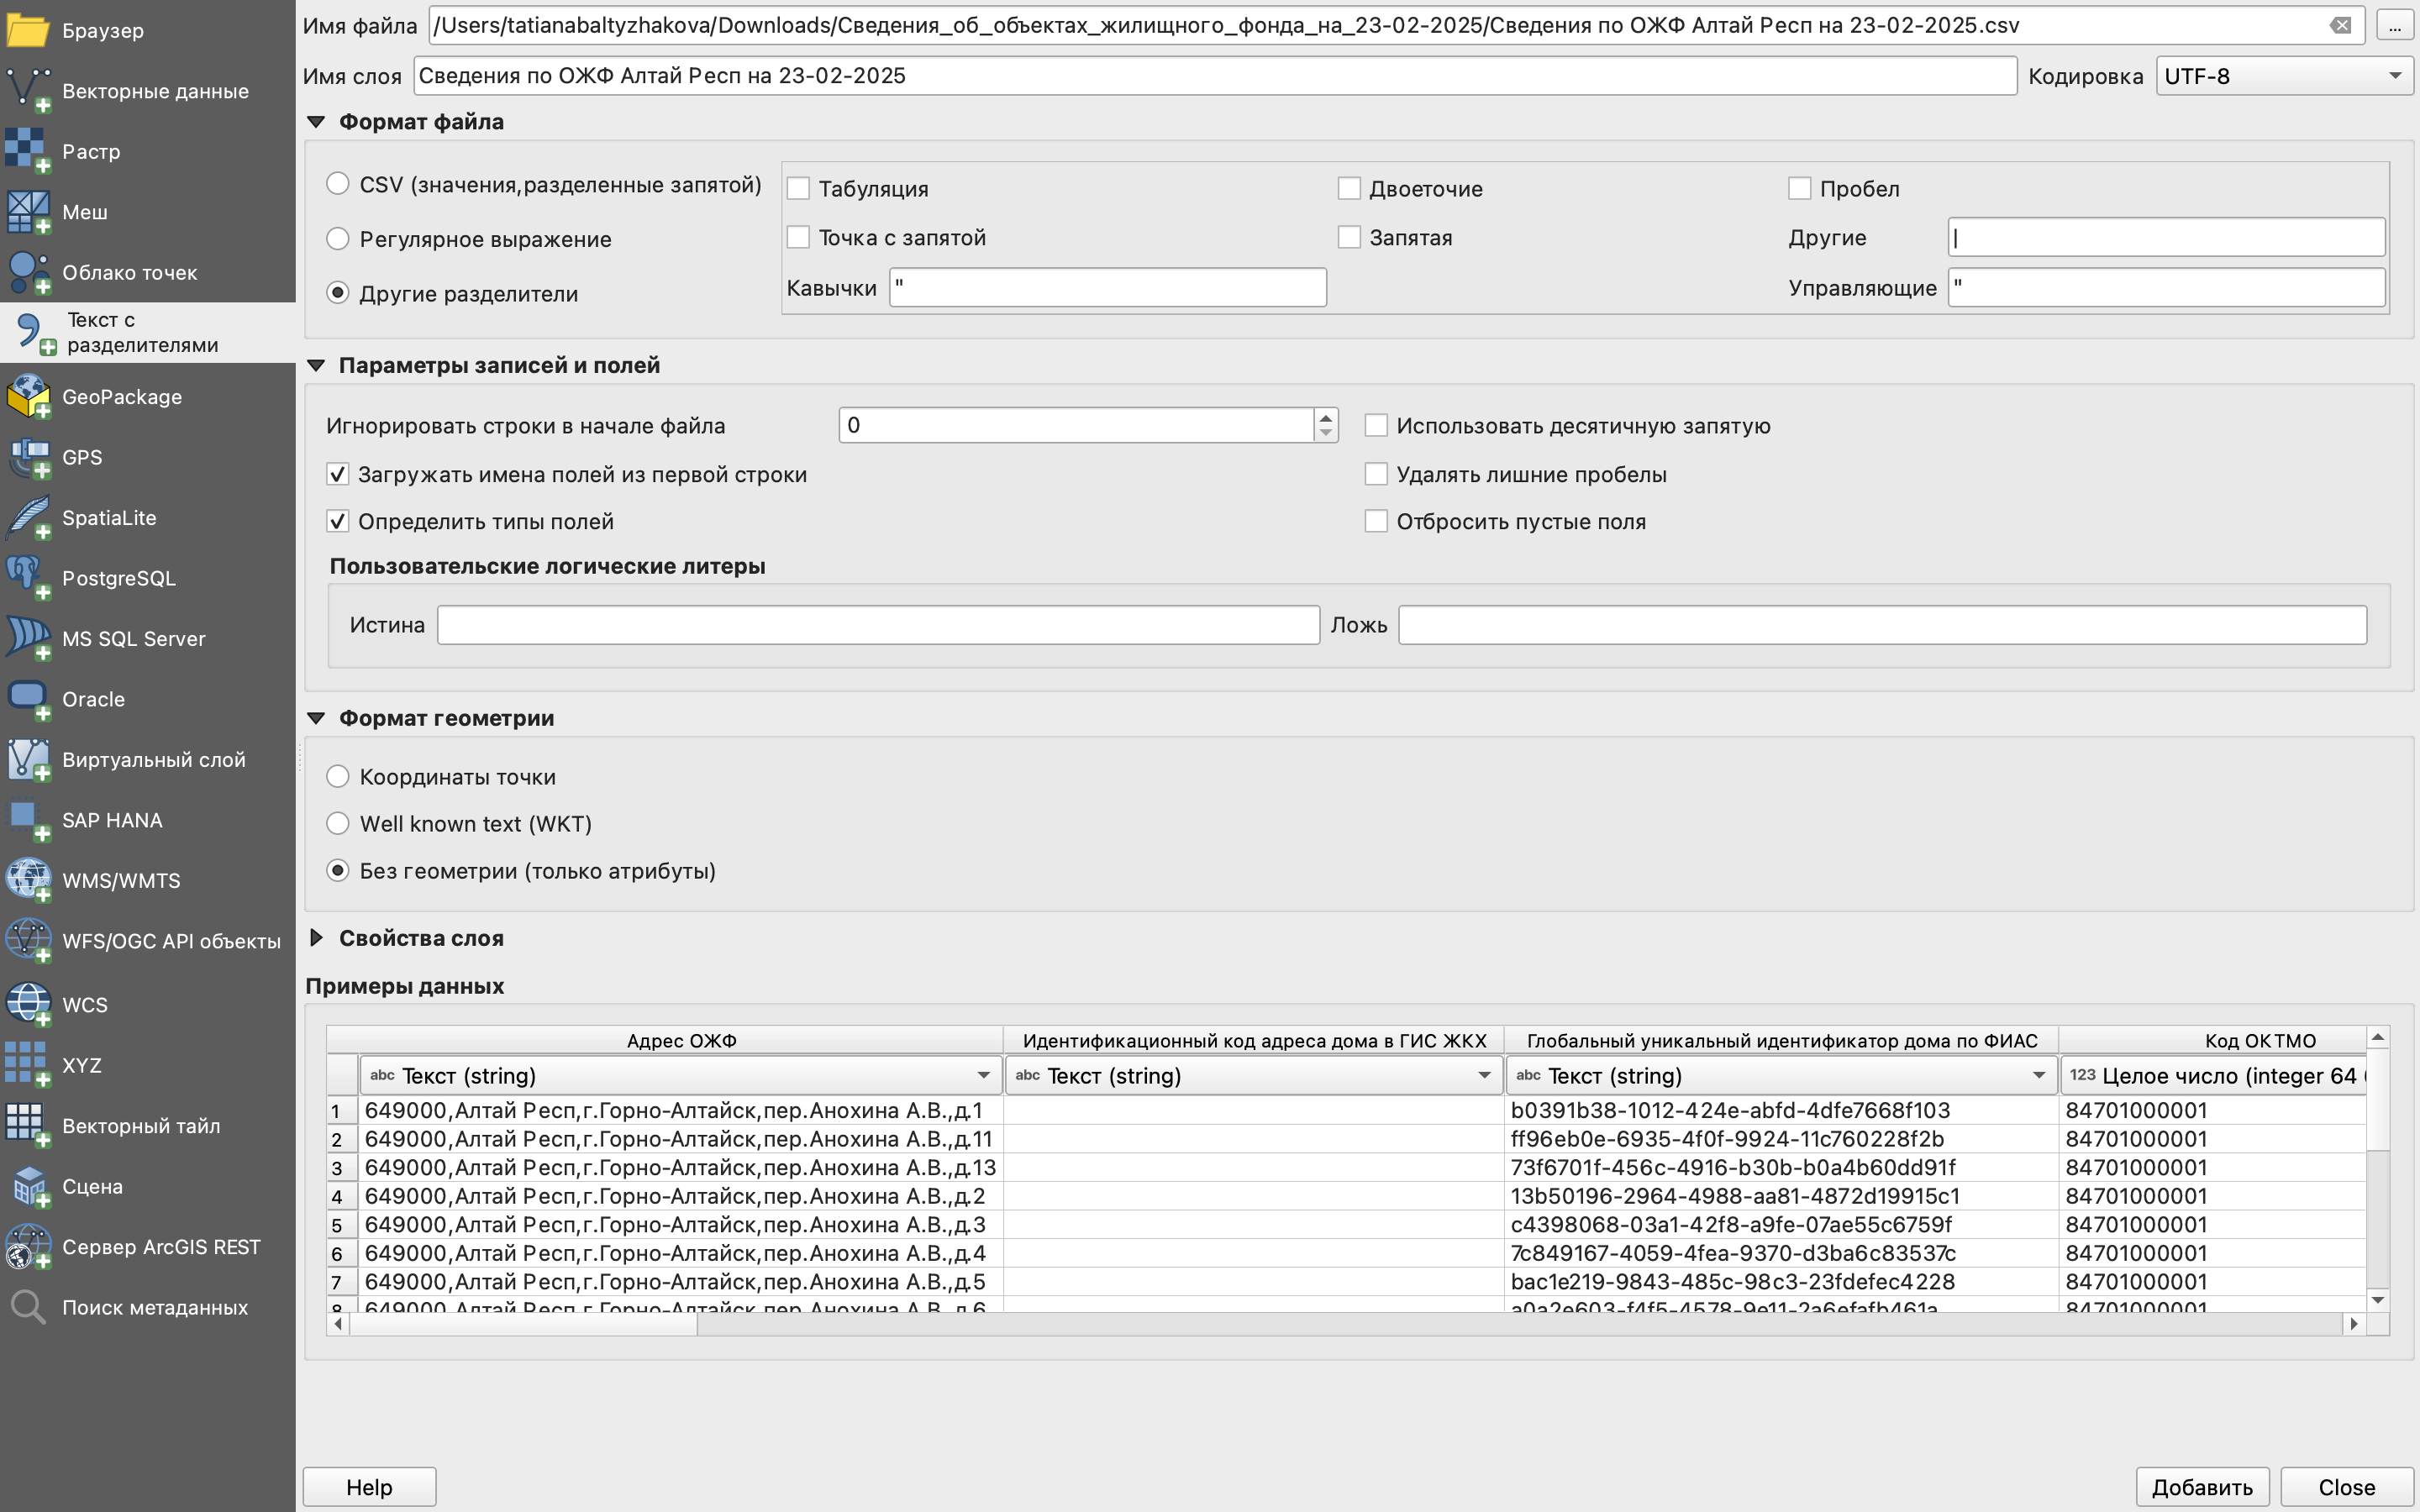 Браузер
Векторные данные
Растр
Меш
Облако точек
Текст с
разделителями
GeoPackage
GPS
SpatiaLite
PostgreSQL
MS SQL Server
Oracle
Виртуальный слой
SAP HANA
WMS/WMTS
WFS/OGC API объекты
WCS
XYZ
Векторный тайл
Сцена
Сервер ArcGIS REST
Поиск метаданных
Имя файла /Users/tatianabaltyzhakova/Downloads/Сведения_об_объектах_жилищного_фонда_на_23-02-2025/Сведения по ОЖФ Алтай Респ на 23-02-2025.csv ...
Имя слоя Сведения по ОЖФ Алтай Респ на 23-02-2025 Кодировка UTF-8
Формат файла
CSV (значения,разделенные запятой) Табуляция Двоеточие Пробел
Регулярное выражение Точка с запятой Запятая Другие |
Другие разделители Кавычки " Управляющие "
Параметры записей и полей
Игнорировать строки в начале файла 0 Использовать десятичную запятую
Загружать имена полей из первой строки Удалять лишние пробелы
Определить типы полей Отбросить пустые поля
Пользовательские логические литеры
Истина Ложь
Формат геометрии
Координаты точки
Well known text (WKT)
Без геометрии (только атрибуты)
Свойства слоя
Примеры данных
Адрес ОЖФ Идентификационный код адреса дома в ГИС ЖКХ Глобальный уникальный идентификатор дома по ФИАС Код ОКТМО
abc Текст (string) abc Текст (string) abc Текст (string) 123 Целое число (integer 64
1 649000,Алтай Респ,г.Горно-Алтайск,пер.Анохина А.В.,д.1 b0391b38-1012-424e-abfd-4dfe7668f103 84701000001
2 649000,Алтай Респ,г.Горно-Алтайск,пер.Анохина А.В.,д.11 ff96eb0e-6935-4f0f-9924-11c760228f2b 84701000001
3 649000,Алтай Респ,г.Горно-Алтайск,пер.Анохина А.В.,д.13 73f6701f-456c-4916-b30b-b0a4b60dd91f 84701000001
4 649000,Алтай Респ,г.Горно-Алтайск,пер.Анохина А.В.,д.2 13b50196-2964-4988-aa81-4872d19915c1 84701000001
5 649000,Алтай Респ,г.Горно-Алтайск,пер.Анохина А.В.,д.3 c4398068-03a1-42f8-a9fe-07ae55c6759f 84701000001
6 649000,Алтай Респ,г.Горно-Алтайск,пер.Анохина А.В.,д.4 7c849167-4059-4fea-9370-d3ba6c83537c 84701000001
7 649000,Алтай Респ,г.Горно-Алтайск,пер.Анохина А.В.,д.5 bac1e219-9843-485c-98c3-23fdefec4228 84701000001
8 649000,Алтай Респ,г.Горно-Алтайск,пер.Анохина А.В.,д.6 a0a2e603-f4f5-4578-9e11-2a6efafb461a 84701000001
Help Добавить Close